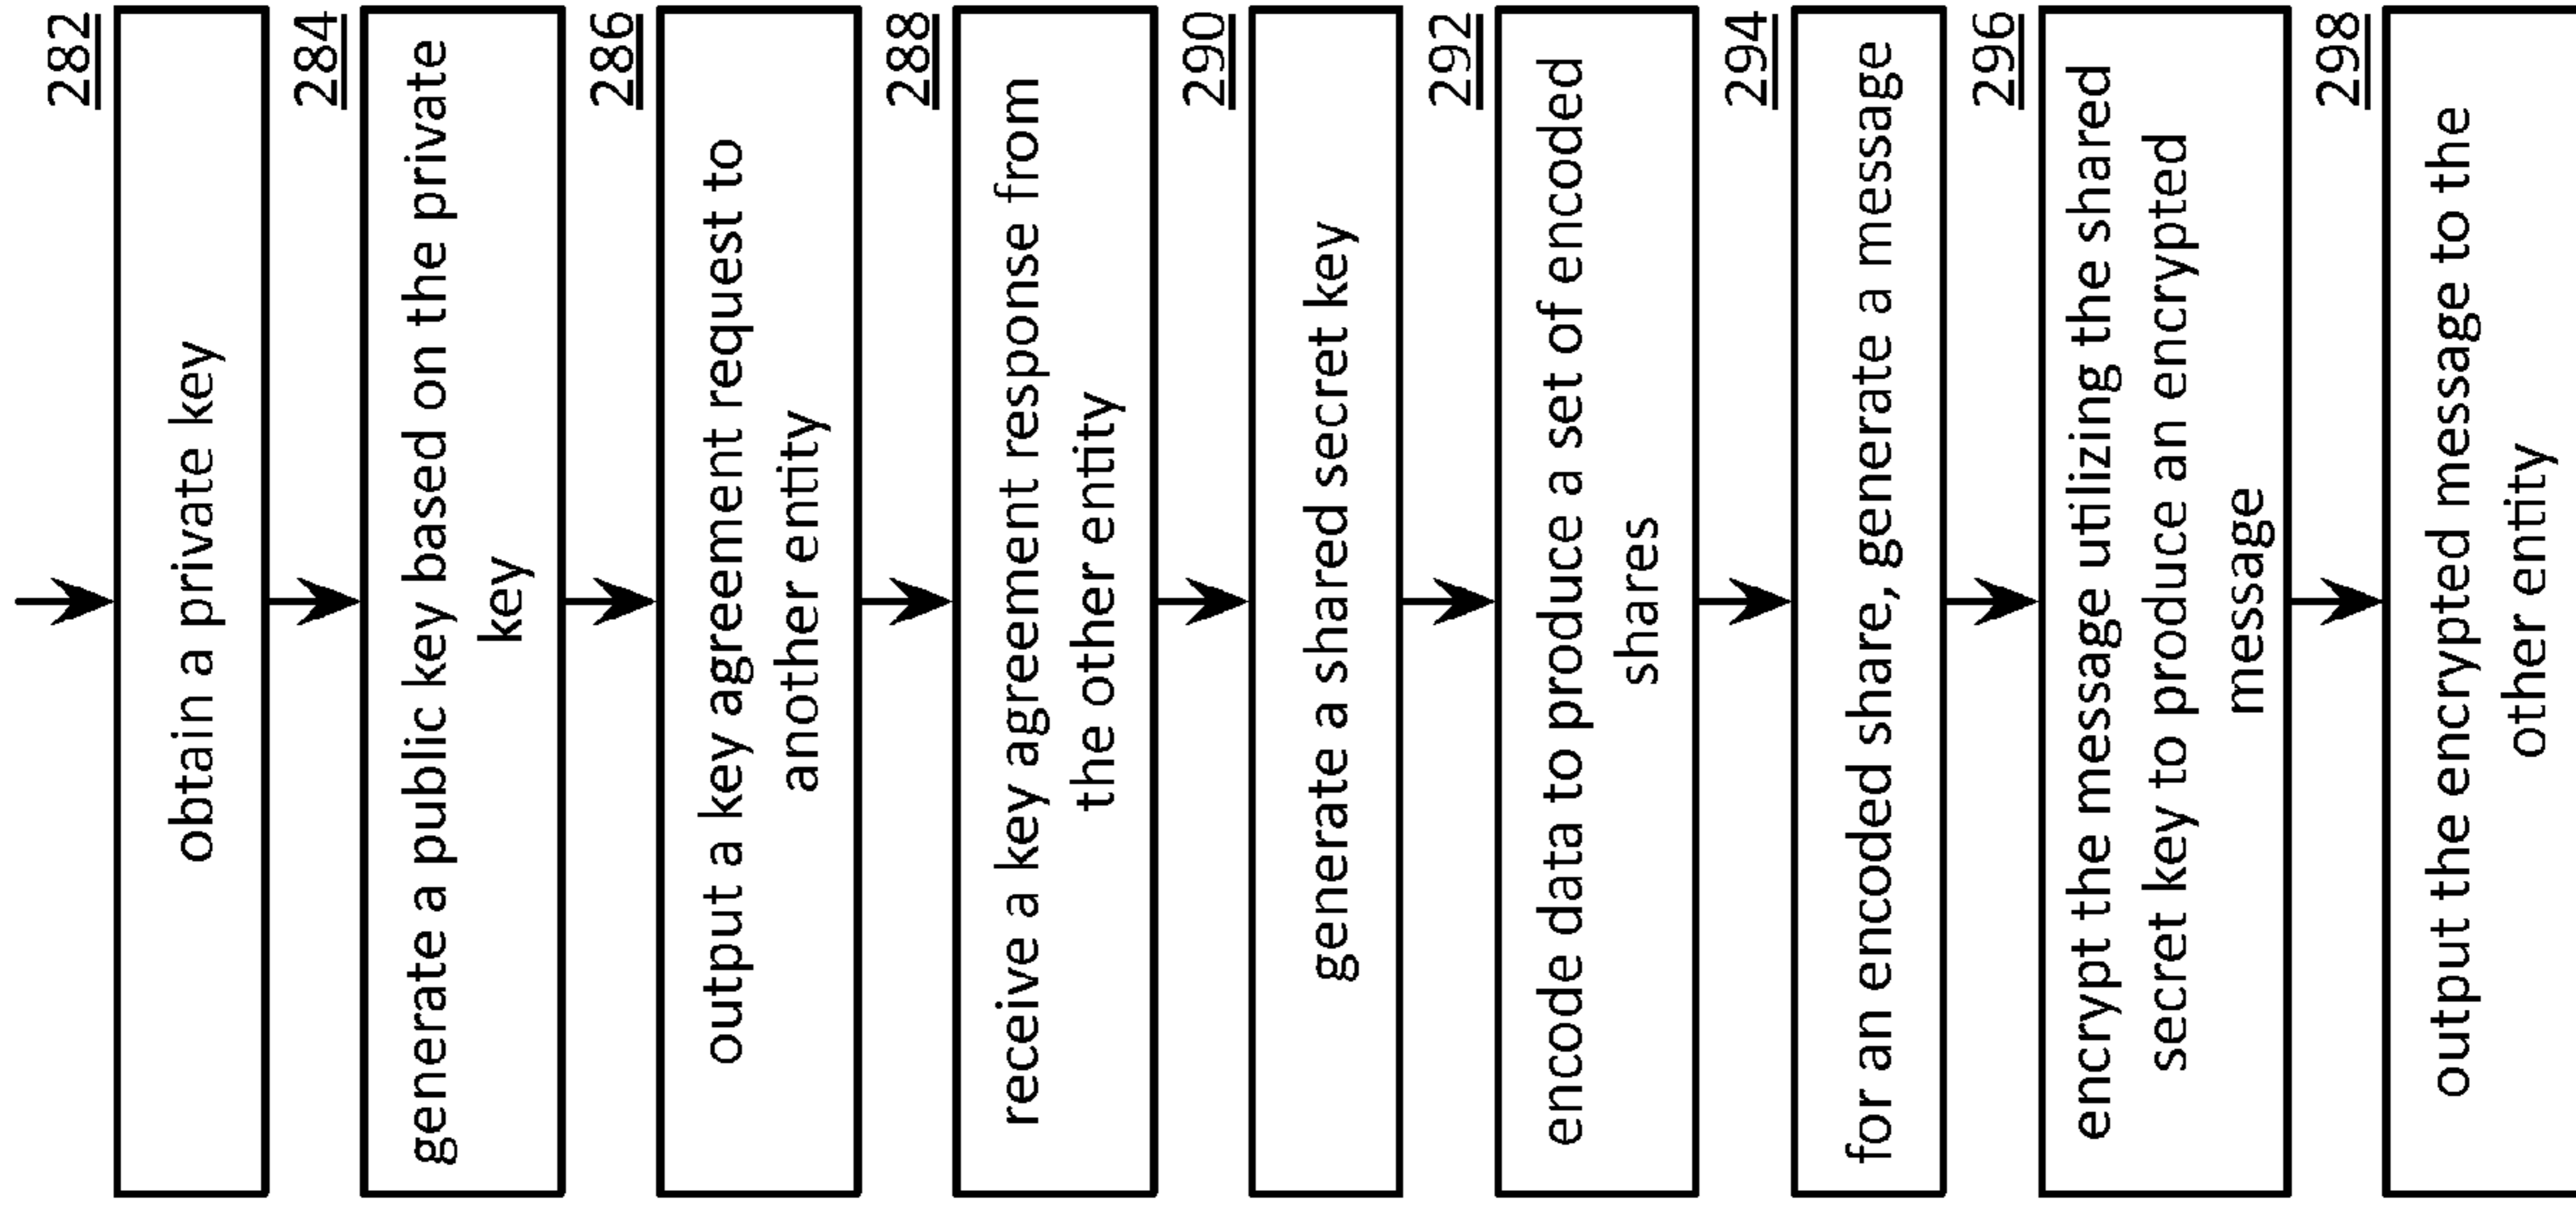 282
obtain a private key
284
generate a public key based on the private
key
286
output a key agreement request to
another entity
288
receive a key agreement response from
the other entity
290
generate a shared secret key
292
encode data to produce a set of encoded
shares
294
for an encoded share, generate a message
296
encrypt the message utilizing the shared
secret key to produce an encrypted
message
298
output the encrypted message to the
other entity